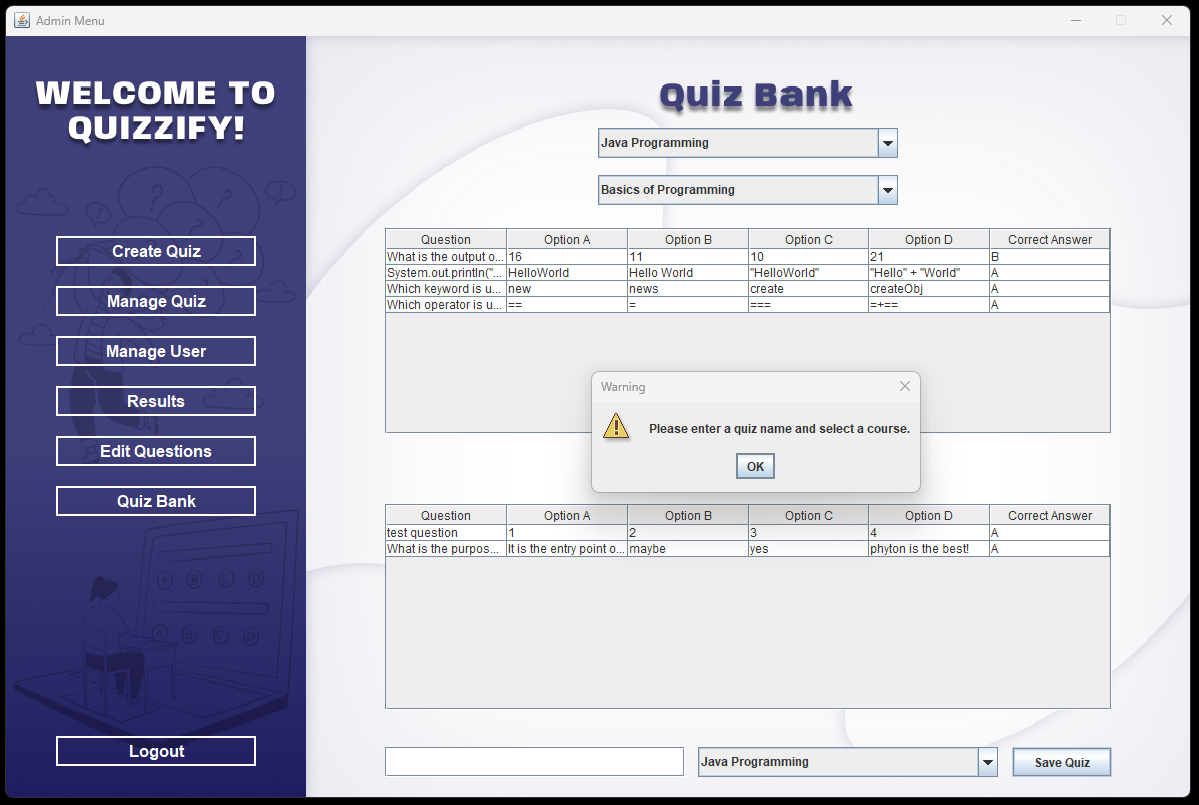 Admin Menu
WELCOME TO
QUIZZIFY!
Create Quiz
Manage Quiz
Manage User
Results
Edit Questions
Quiz Bank
Logout
Quiz Bank
Java Programming
Basics of Programming
Question Option A Option B Option C Option D Correct Answer
What is the output o... 16 11 10 21 B
System.out.println("... HelloWorld Hello World "HelloWorld" "Hello" + "World" A
Which keyword is u... new news create createObj A
Which operator is u... == = === =+== A
Warning
Please enter a quiz name and select a course.
OK
Question Option A Option B Option C Option D Correct Answer
test question 1 2 3 4 A
What is the purpos... It is the entry point o... maybe yes phyton is the best! A
Java Programming
Save Quiz
A B C D
A B C D